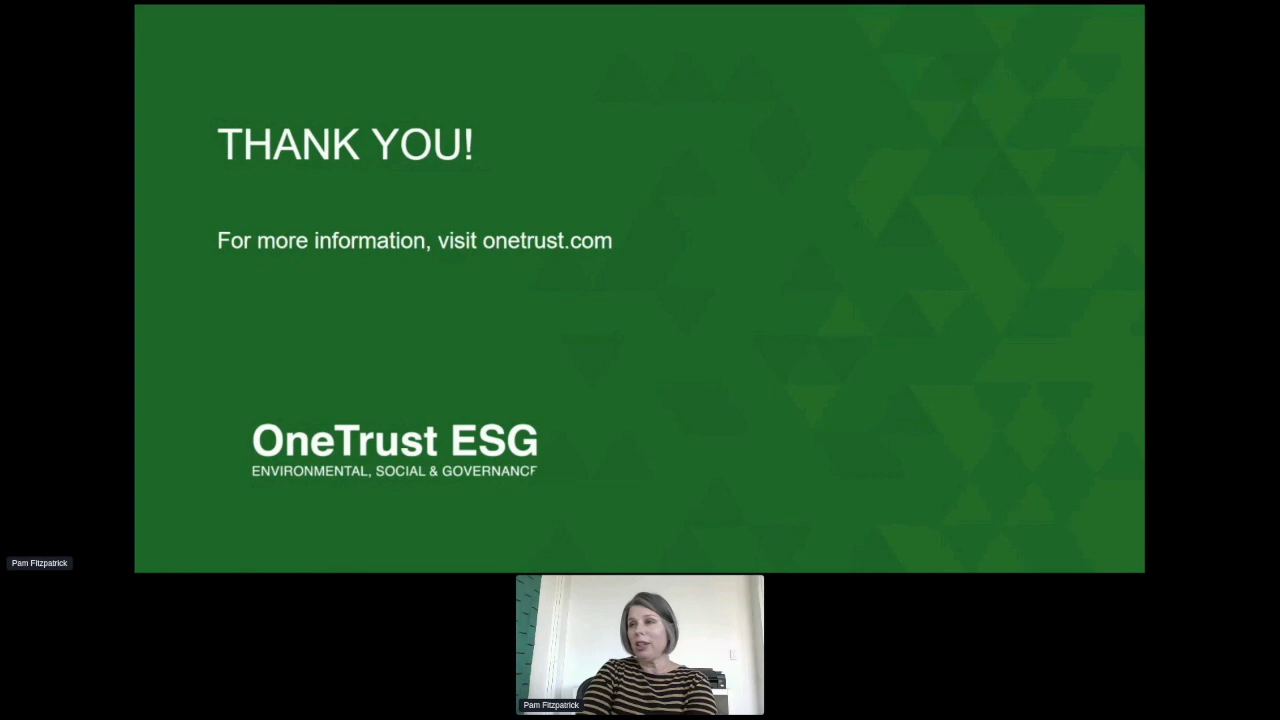 THANK YOU!
For more information, visit onetrust.com
OneTrust ESG
ENVIRONMENTAL, SOCIAL & GOVERNANCE
Pam Fitzpatrick
Pam Fitzpatrick